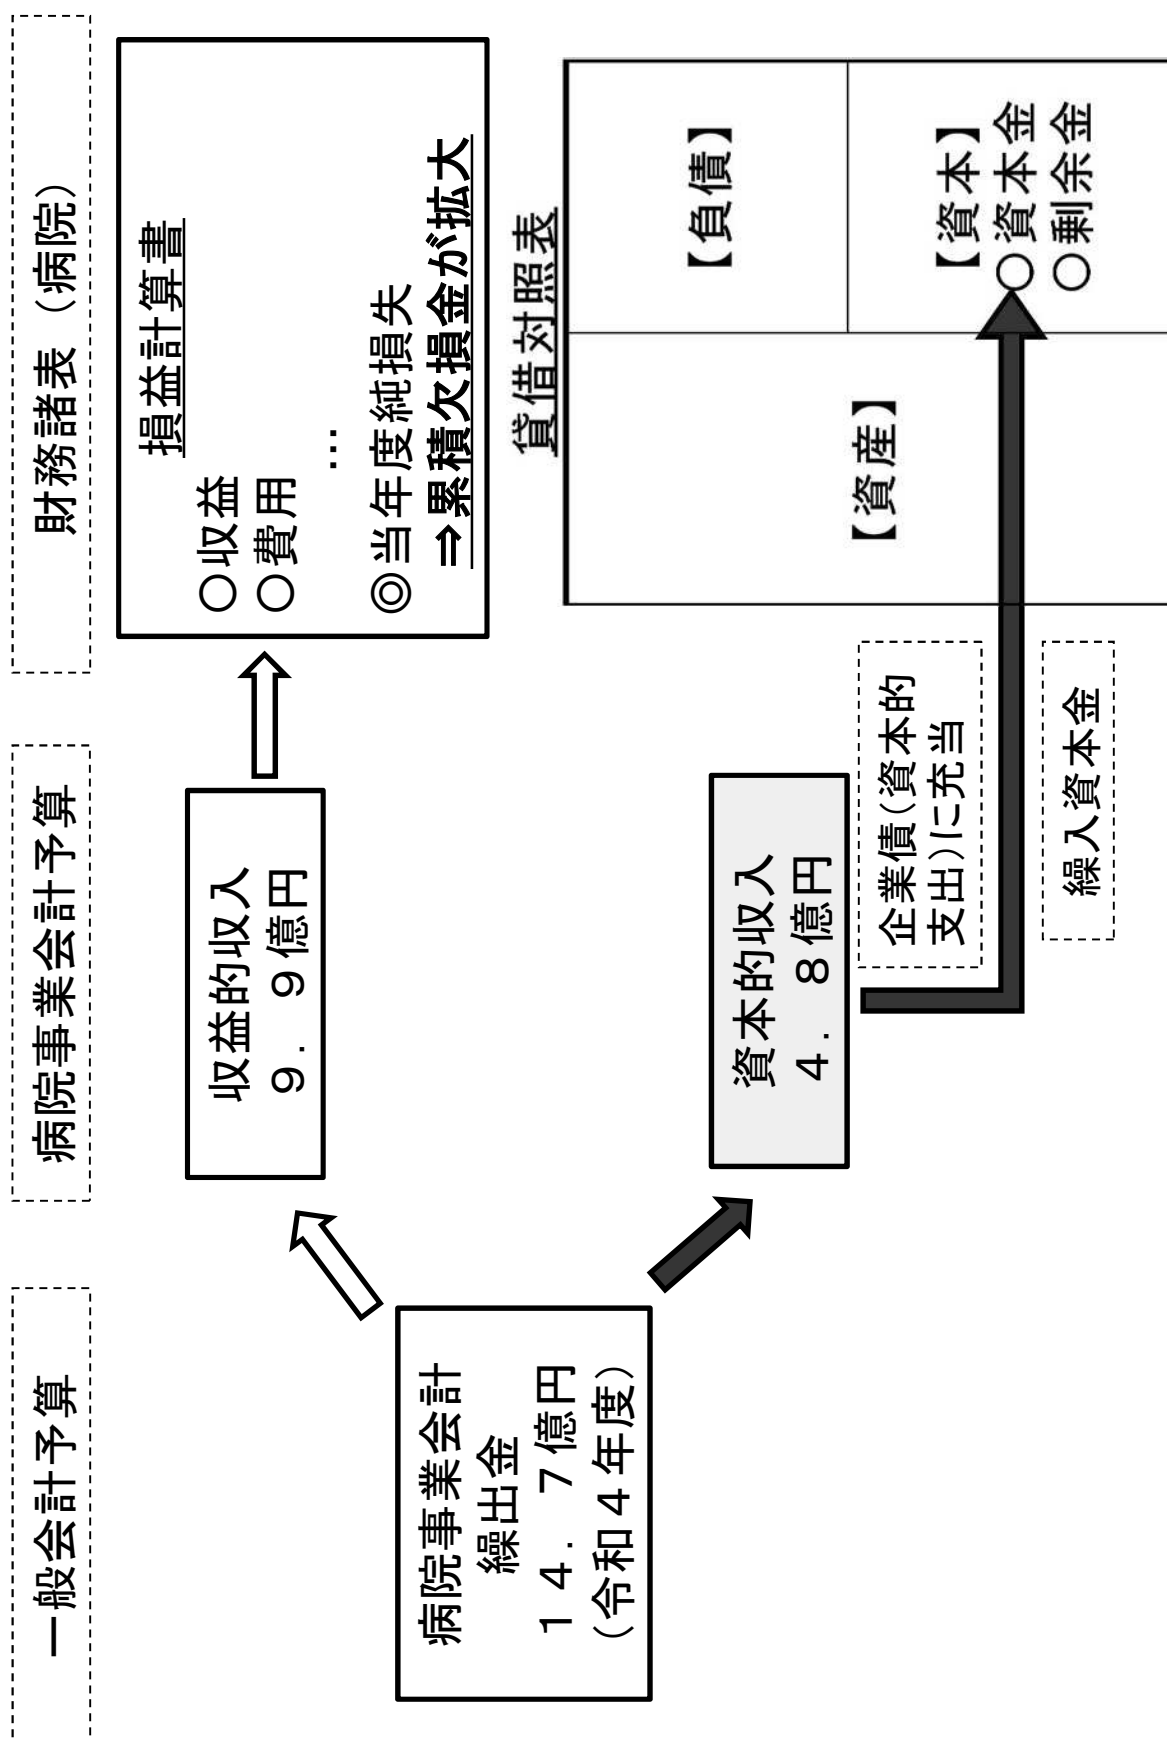 一般会計予算
病院事業会計予算
財務諸表（病院）
病院事業会計
繰出金
１４．７億円
（令和４年度）
収益的収入
９．９億円
資本的収入
４．８億円
企業債（資本的
支出）に充当
繰入資本金
損益計算書
○収益
○費用
…
◎当年度純損失
⇒累積欠損金が拡大
貸借対照表
【資産】
【負債】
【資本】
○資本金
○剰余金